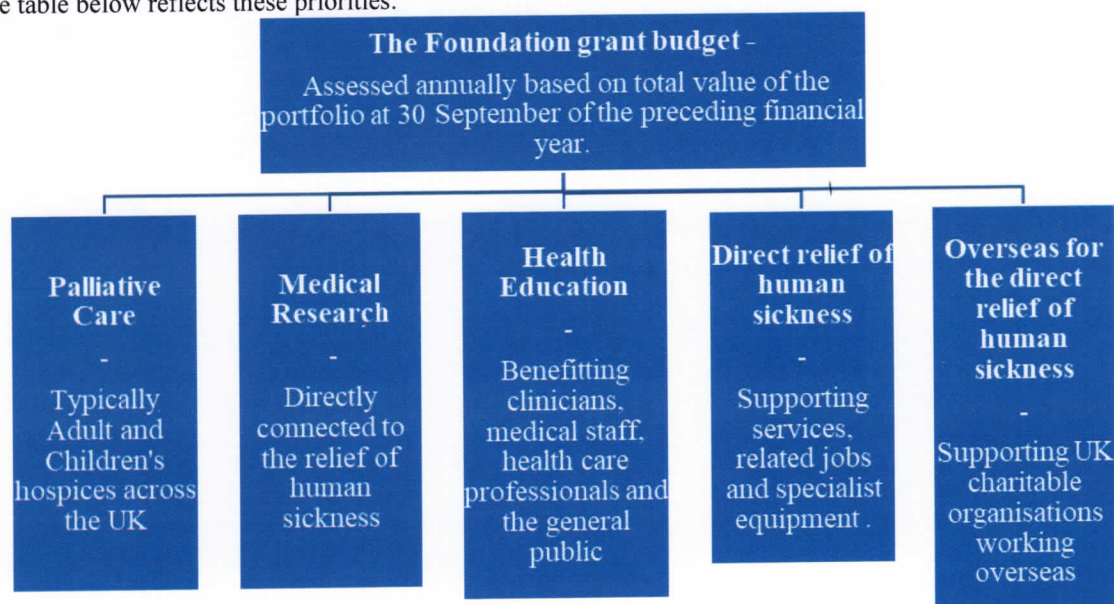 e table below reflects these priorities.
The Foundation grant budget -
Assessed annually based on total value of the
portfolio at 30 September of the preceding financial
year.
Palliative
Care
-
Typically
Adult and
Children's
hospices across
the UK
Medical
Research
-
Directly
connected to
the relief of
human
sickness
Health
Education
-
Benefitting
clinicians,
medical staff,
health care
professionals and
the general
public
Direct relief of
human
sickness
-
Supporting
services,
related jobs
and specialist
equipment .
Overseas for
the direct
relief of
human
sickness
-
Supporting UK
charitable
organisations
working
overseas